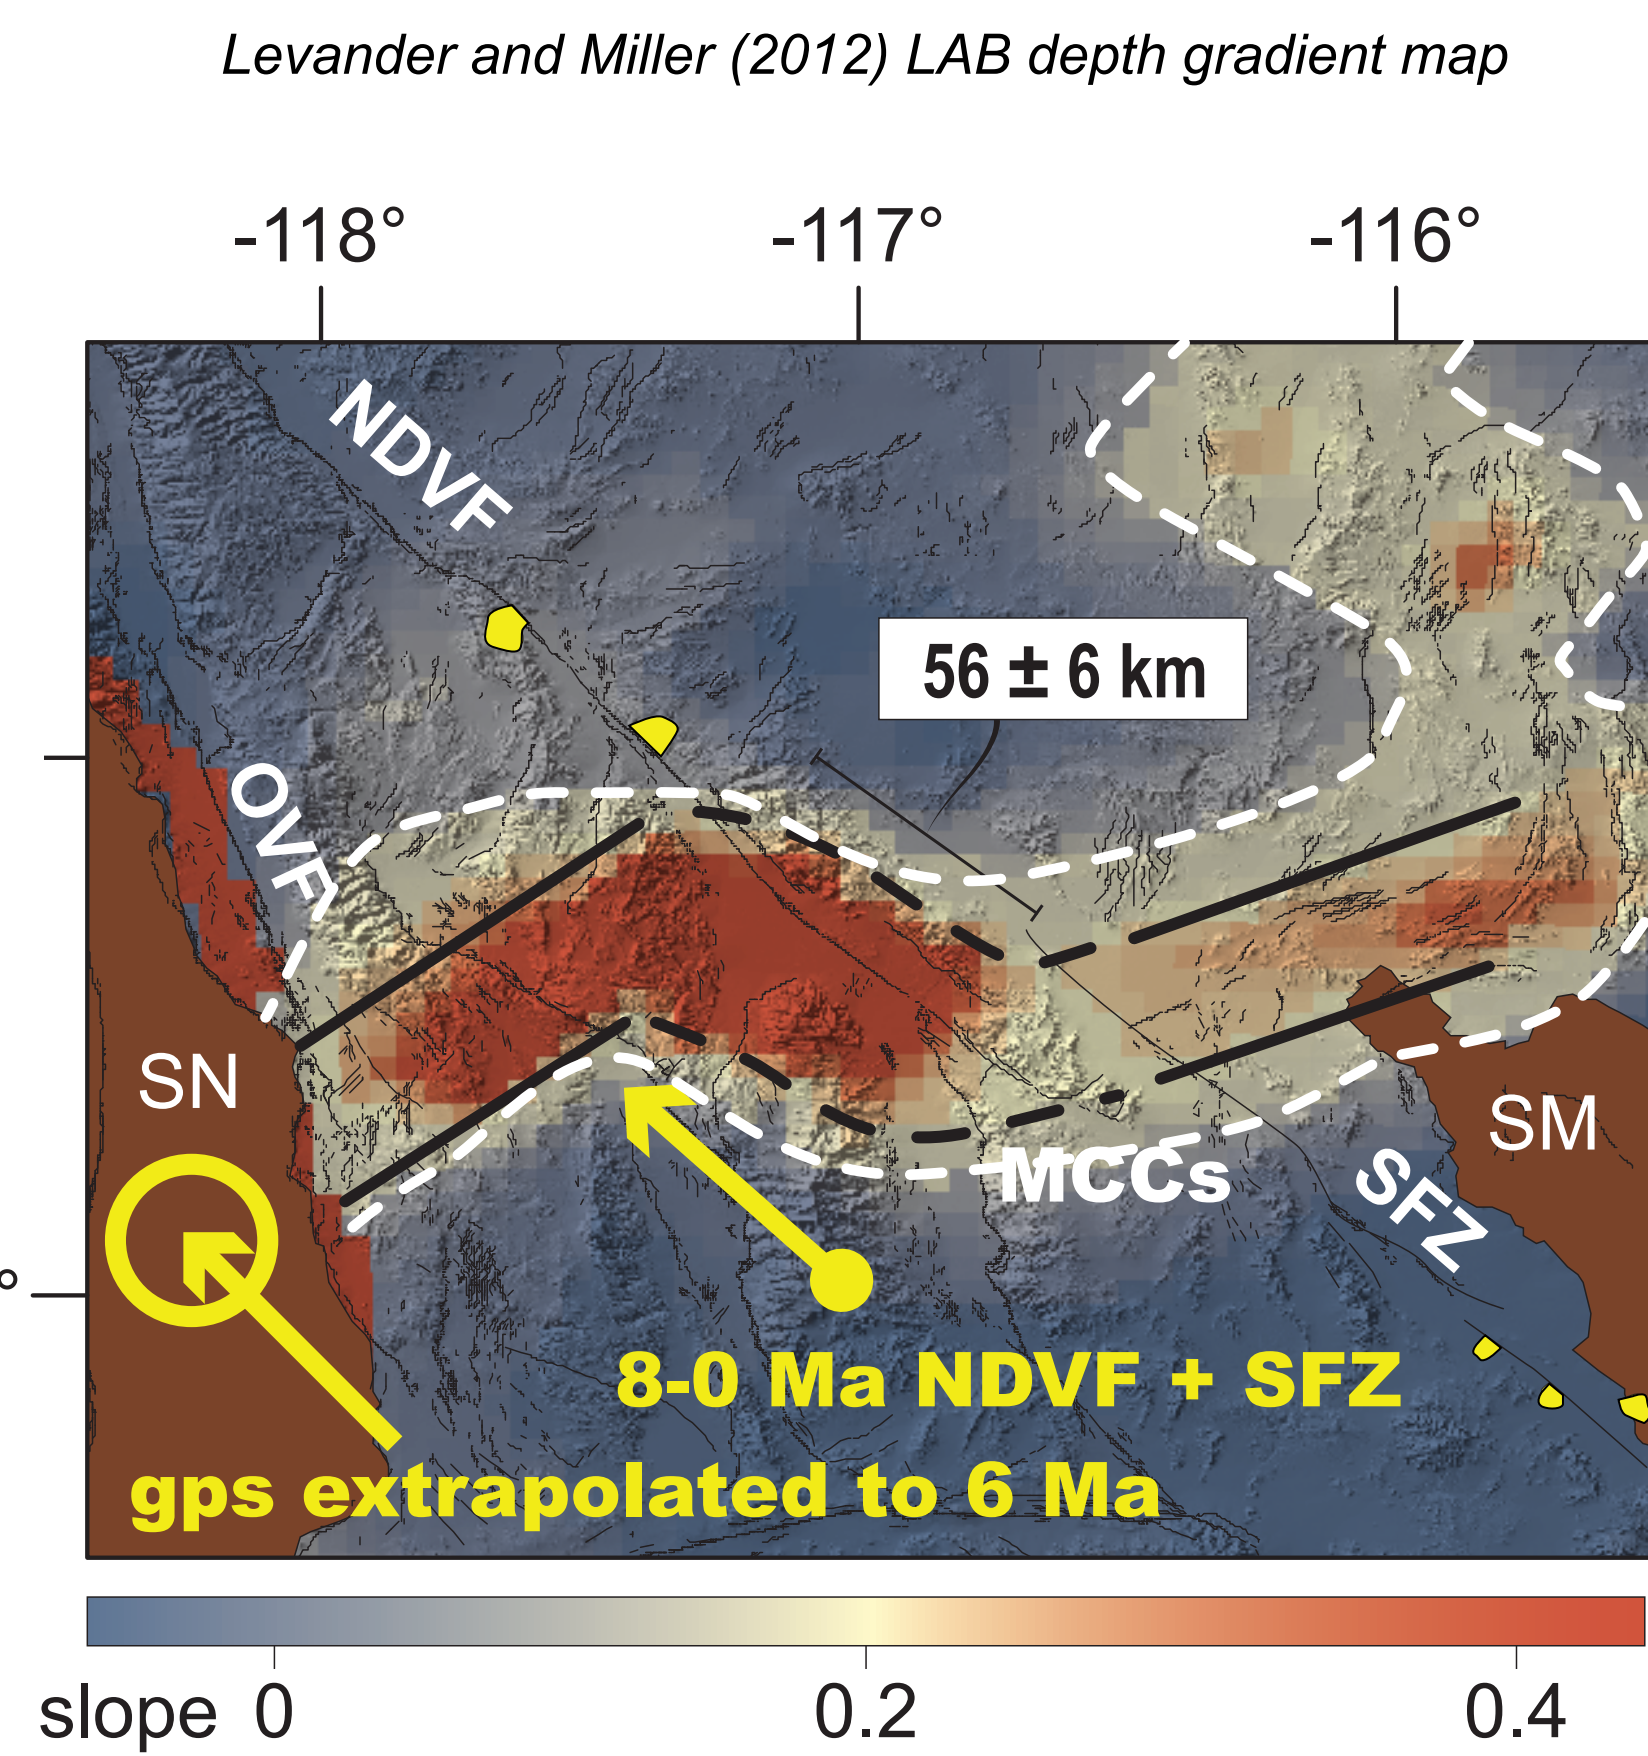 Levander and Miller (2012) LAB depth gradient map
-118° -117° -116°
NDVF
56 ± 6 km
OVF
SN
SM
MCCs
SFZ
°
8-0 Ma NDVF + SFZ
gps extrapolated to 6 Ma
slope 0 0.2 0.4